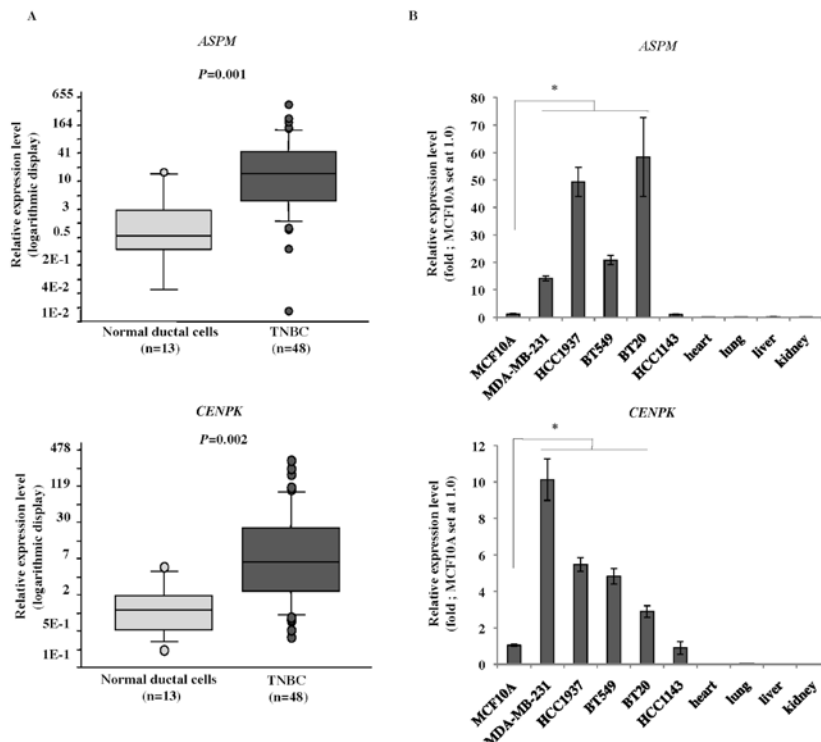 A
ASPM
P=0.001
Relative expression level
(logarithmic display)
655
164
41
10
3
0.5
2E-1
4E-2
1E-2
Normal ductal cells
(n=13)
TNBC
(n=48)
B
ASPM
*
Relative expression level
(fold ; MCF10A set at 1.0)
80
70
60
50
40
30
20
10
0
MCF10A
MDA-MB-231
HCC1937
BT549
BT20
HCC1143
heart
lung
liver
kidney
CENPK
P=0.002
Relative expression level
(logarithmic display)
478
119
30
7
2
5E-1
1E-1
Normal ductal cells
(n=13)
TNBC
(n=48)
CENPK
*
Relative expression level
(fold ; MCF10A set at 1.0)
12
10
8
6
4
2
0
MCF10A
MDA-MB-231
HCC1937
BT549
BT20
HCC1143
heart
lung
liver
kidney